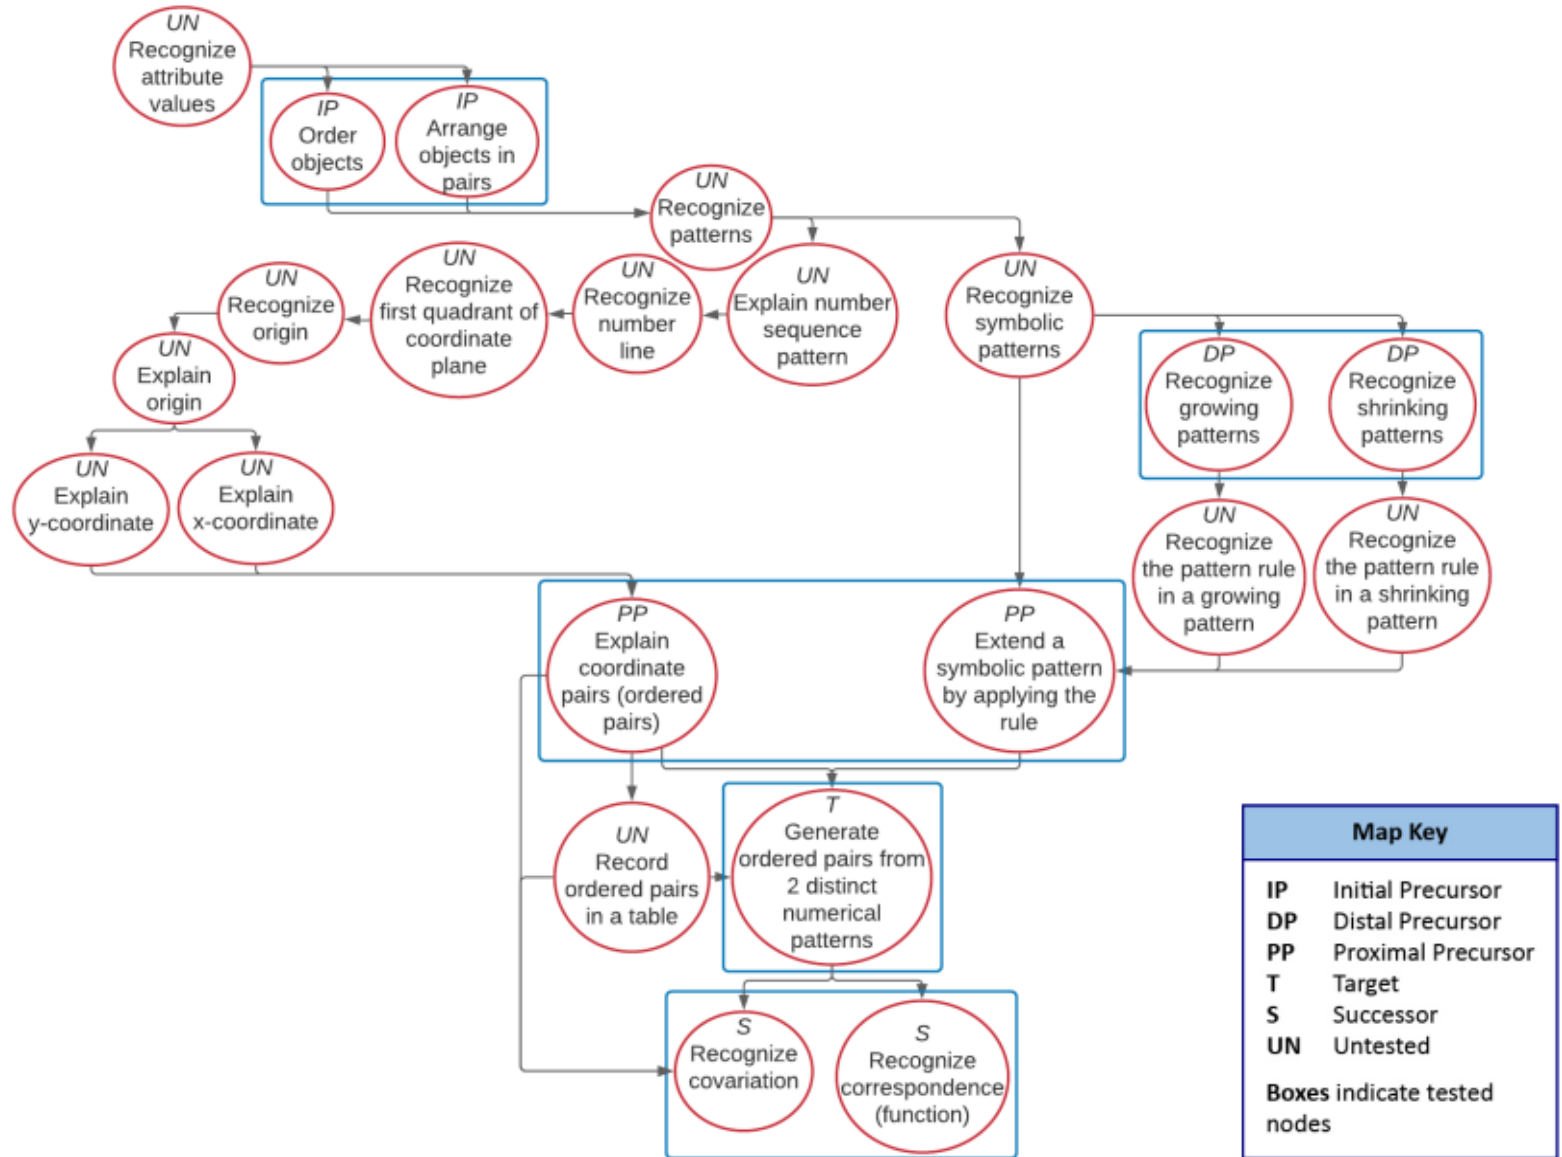 UN
Recognize
attribute
values
IP
Order
objects
IP
Arrange
objects in
pairs
UN
Recognize
patterns
UN
Recognize
origin
UN
Recognize
first quadrant of
coordinate
plane
UN
Recognize
number
line
UN
Explain number
sequence
pattern
UN
Recognize
symbolic
patterns
UN
Explain
origin
DP
Recognize
growing
patterns
DP
Recognize
shrinking
patterns
UN
Explain
y-coordinate
UN
Explain
x-coordinate
UN
Recognize
the pattern rule
in a growing
pattern
UN
Recognize
the pattern rule
in a shrinking
pattern
PP
Explain
coordinate
pairs (ordered
pairs)
PP
Extend a
symbolic pattern
by applying the
rule
UN
Record
ordered pairs
in a table
T
Generate
ordered pairs from
2 distinct
numerical
patterns
S
Recognize
covariation
S
Recognize
correspondence
(function)
Map Key
IP Initial Precursor
DP Distal Precursor
PP Proximal Precursor
T Target
S Successor
UN Untested
Boxes indicate tested
nodes